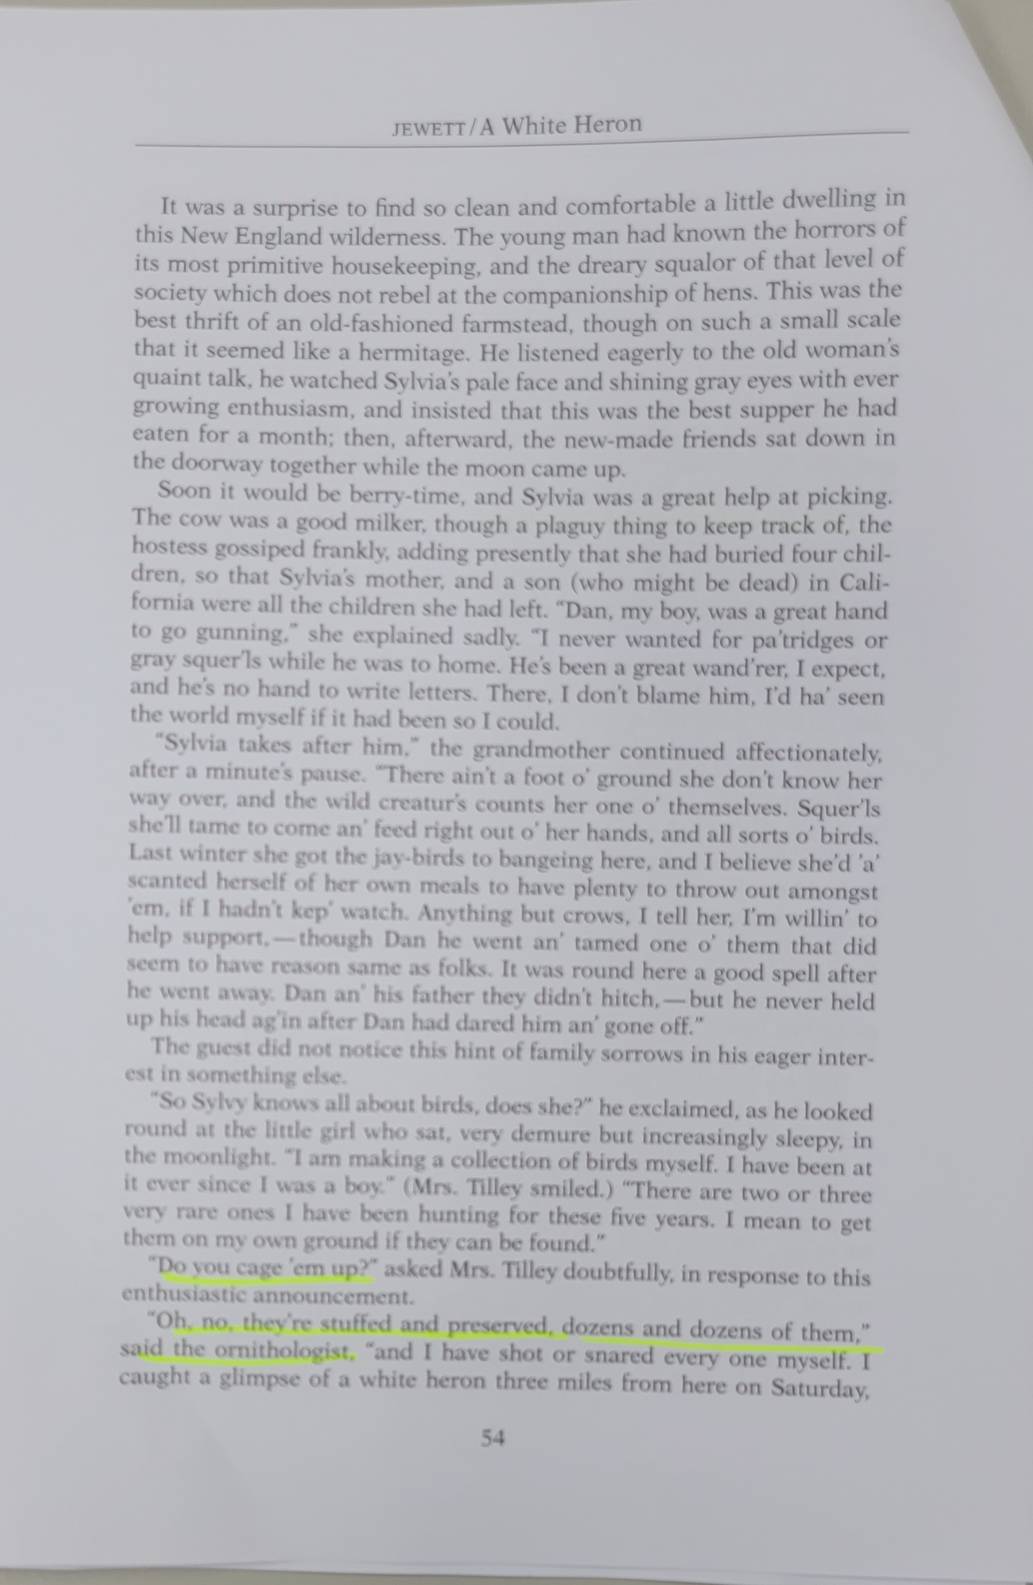 JEWETT / A White Heron
It was a surprise to find so clean and comfortable a little dwelling in
this New England wilderness. The young man had known the horrors of
its most primitive housekeeping, and the dreary squalor of that level of
society which does not rebel at the companionship of hens. This was the
best thrift of an old-fashioned farmstead, though on such a small scale
that it seemed like a hermitage. He listened eagerly to the old woman's
quaint talk, he watched Sylvia's pale face and shining gray eyes with ever
growing enthusiasm, and insisted that this was the best supper he had
eaten for a month; then, afterward, the new-made friends sat down in
the doorway together while the moon came up.
Soon it would be berry-time, and Sylvia was a great help at picking.
The cow was a good milker, though a plaguy thing to keep track of, the
hostess gossiped frankly, adding presently that she had buried four chil-
dren, so that Sylvia's mother, and a son (who might be dead) in Cali-
fornia were all the children she had left. "Dan, my boy, was a great hand
to go gunning," she explained sadly. "I never wanted for pa'tridges or
gray squer'ls while he was to home. He's been a great wand'rer, I expect,
and he's no hand to write letters. There, I don't blame him, I'd ha' seen
the world myself if it had been so I could.
"Sylvia takes after him," the grandmother continued affectionately,
after a minute's pause. "There ain't a foot o' ground she don't know her
way over, and the wild creatur's counts her one o' themselves. Squer'ls
she'll tame to come an' feed right out o' her hands, and all sorts o' birds.
Last winter she got the jay-birds to bangeing here, and I believe she'd 'a'
scanted herself of her own meals to have plenty to throw out amongst
'em, if I hadn't kep' watch. Anything but crows, I tell her, I'm willin' to
help support,—though Dan he went an' tamed one o' them that did
seem to have reason same as folks. It was round here a good spell after
he went away. Dan an' his father they didn't hitch,—but he never held
up his head ag'in after Dan had dared him an' gone off."
The guest did not notice this hint of family sorrows in his eager inter-
est in something else.
"So Sylvy knows all about birds, does she?" he exclaimed, as he looked
round at the little girl who sat, very demure but increasingly sleepy, in
the moonlight. "I am making a collection of birds myself. I have been at
it ever since I was a boy." (Mrs. Tilley smiled.) "There are two or three
very rare ones I have been hunting for these five years. I mean to get
them on my own ground if they can be found."
"Do you cage 'em up?" asked Mrs. Tilley doubtfully, in response to this
enthusiastic announcement.
"Oh, no, they're stuffed and preserved, dozens and dozens of them,"
said the ornithologist, "and I have shot or snared every one myself. I
caught a glimpse of a white heron three miles from here on Saturday,
54